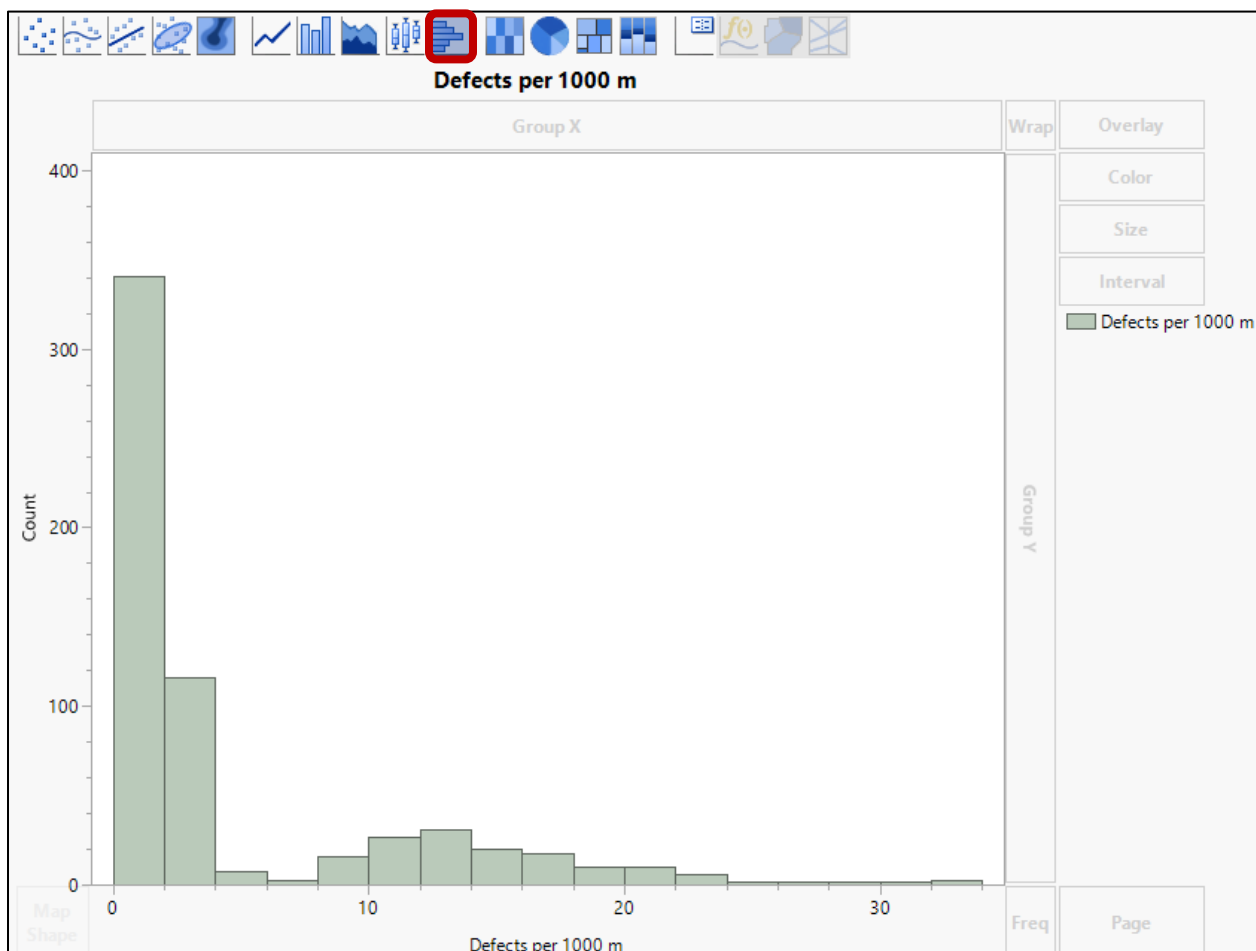 Defects per 1000 m
Group X
Wrap
Overlay
Color
Size
Interval
Defects per 1000 m
400
300
200
100
0
Count
Group Y
0 10 20 30
Defects per 1000 m
Map
Shape
Freq
Page